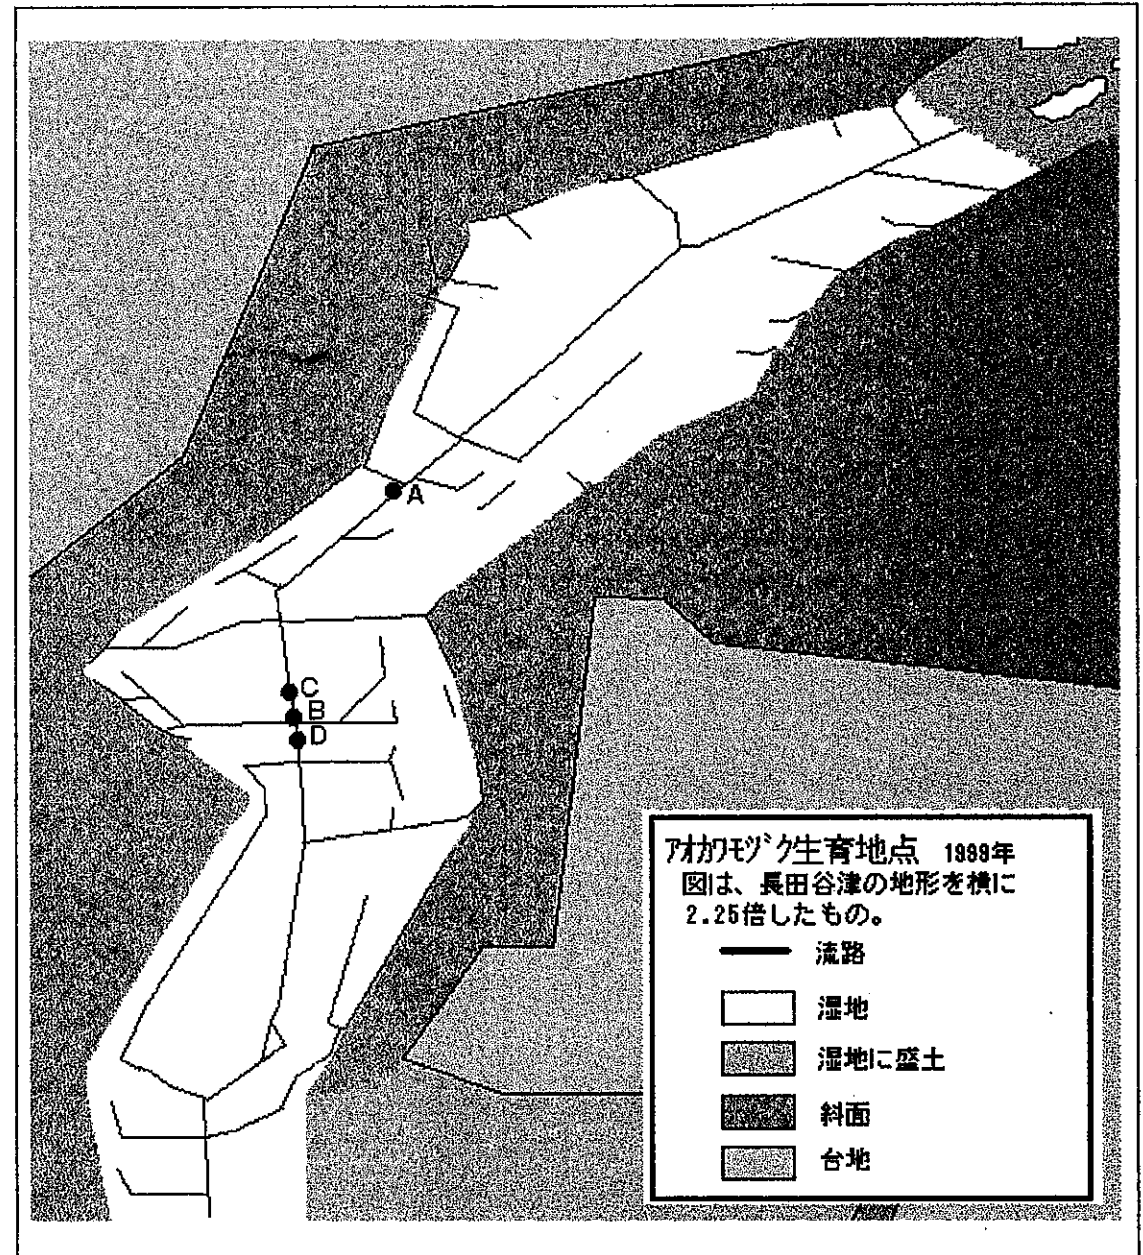 A
C
B
D
ｱｵｶﾜﾓｼﾞｸ生育地点 1999年
図は、長田谷津の地形を横に
2.25倍したもの。
流路
湿地
湿地に盛土
斜面
台地